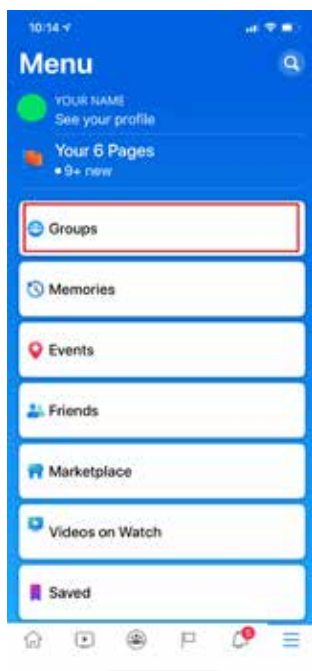 10:14
Menu
YOUR NAME
See your profile
Your 6 Pages
• 9+ new
Groups
Memories
Events
Friends
Marketplace
Videos on Watch
Saved